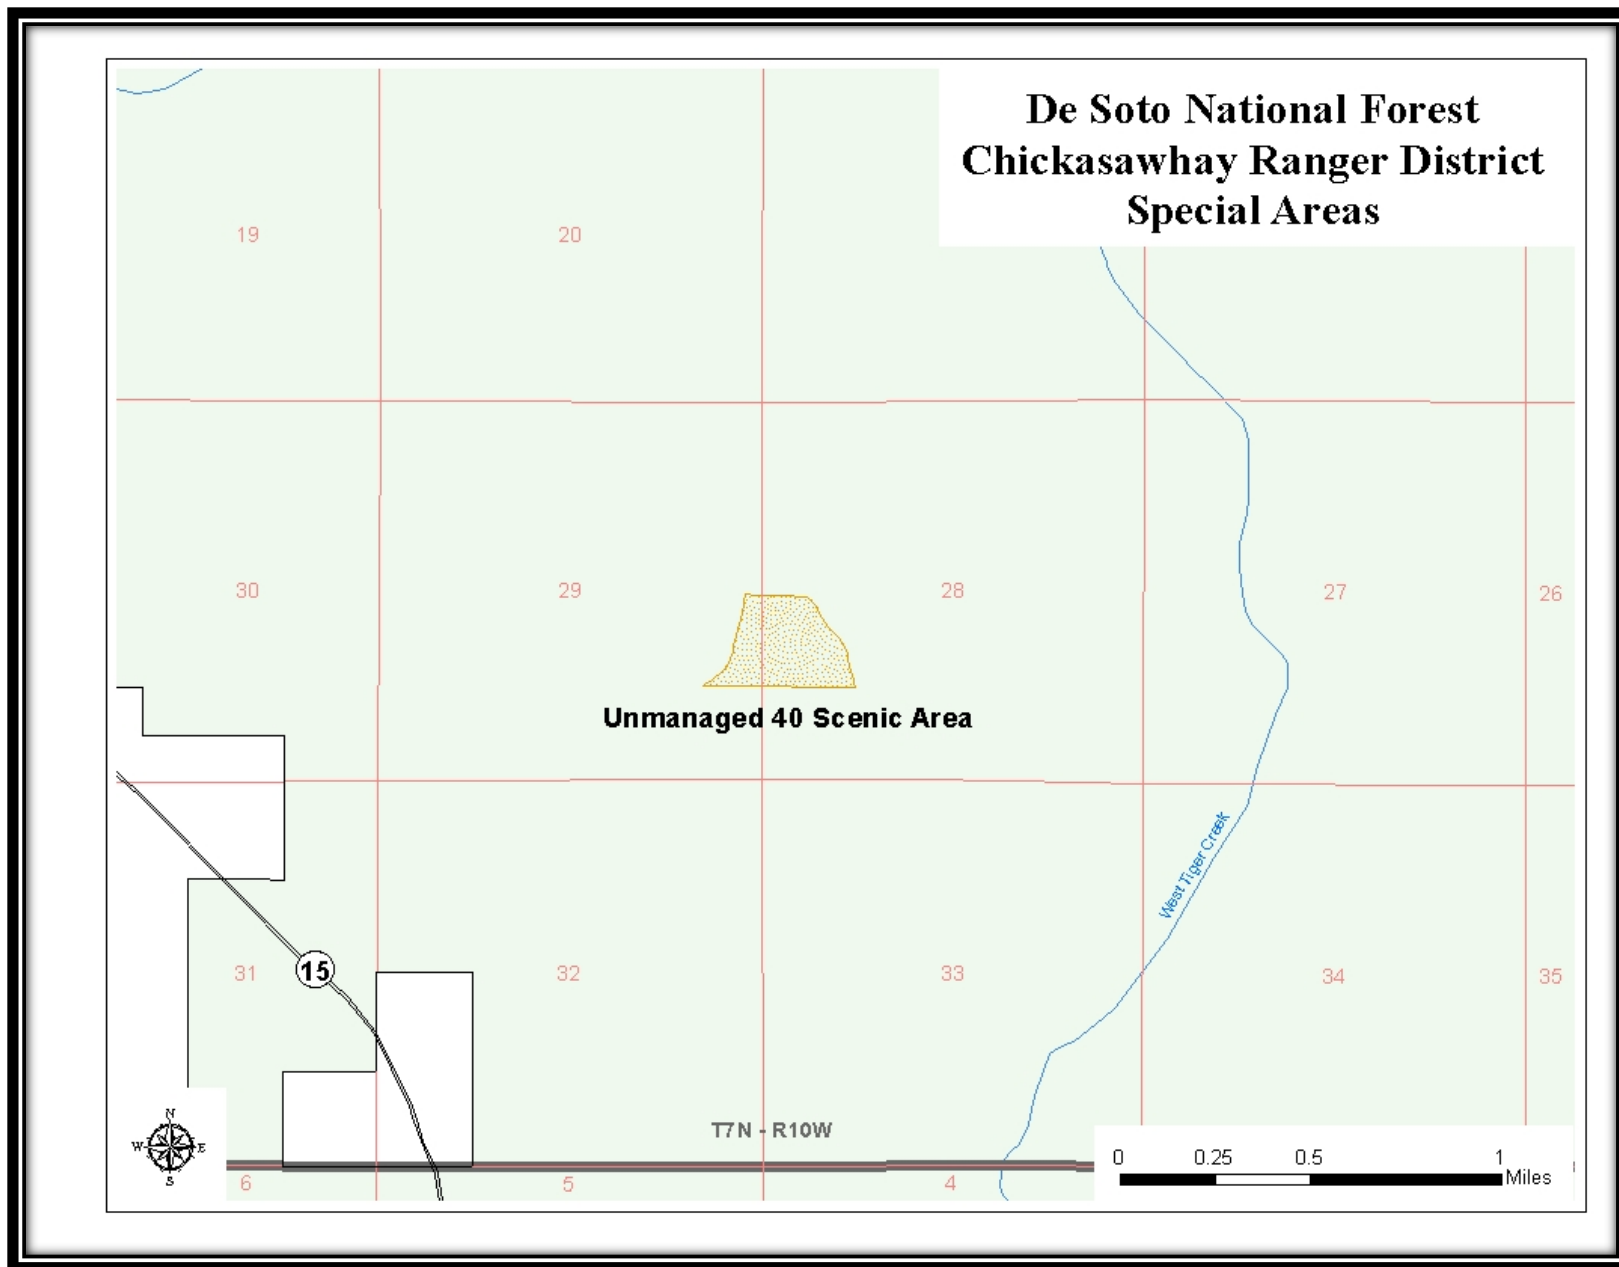 De Soto National Forest
Chickasawhay Ranger District
Special Areas
19
20
30
29
28
27
26
Unmanaged 40 Scenic Area
West Tiger Creek
31
15
32
33
34
35
N
W
E
S
T7N - R10W
6
5
4
0
0.25
0.5
1
Miles